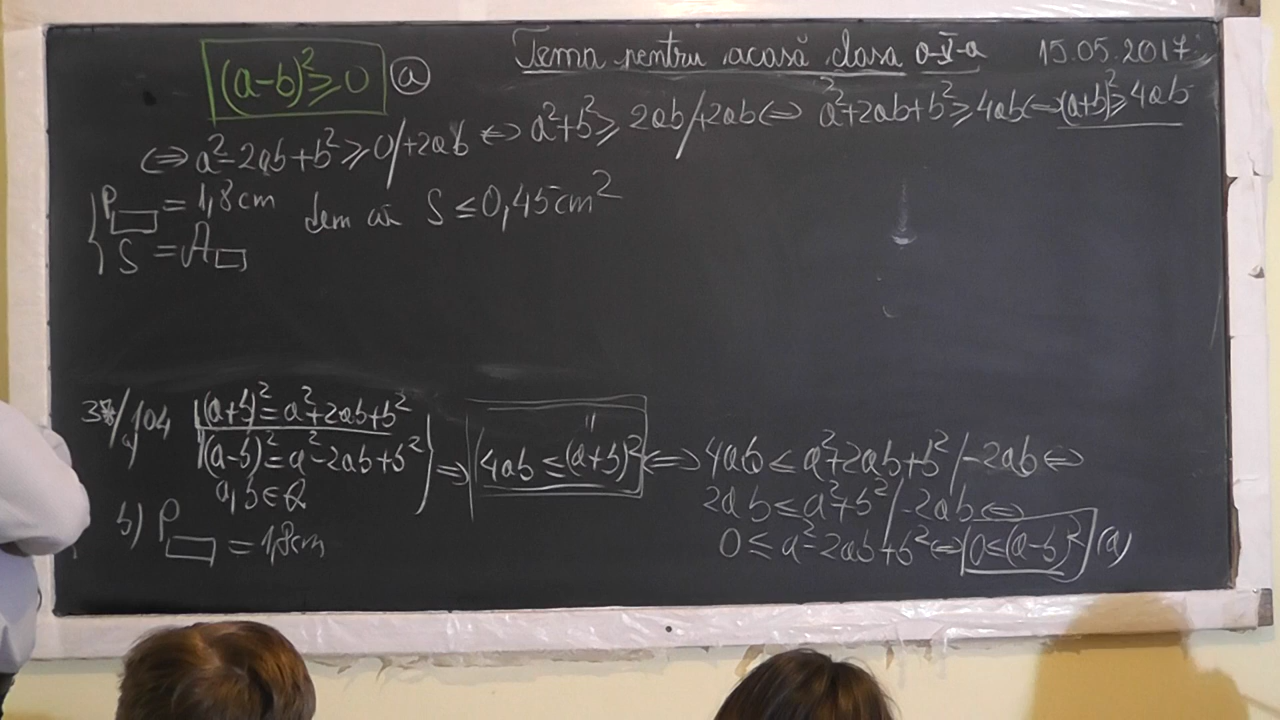 Tema pentru acasă clasa a-V-a 15.05.2017
(a-b)² ≥ 0 (a)
⇔ a²-2ab+b² ≥ 0 /+2ab ⇔ a²+b² ≥ 2ab /+2ab ⇔ a²+2ab+b² ≥ 4ab ⇔ (a+b)² ≥ 4ab
P▭ = 1,8cm dem că S ≤ 0,45cm²
S = A▭
a)/104 (a+b)² = a²+2ab+b²
(a-b)² = a²-2ab+b² ⇒ 4ab ≤ (a+b)² ⇔ 4ab ≤ a²+2ab+b² /-2ab ⇔
a,b ∈ Q 2ab ≤ a²+b² /-2ab ⇔
b) P▭ = 1,8cm 0 ≤ a²-2ab+b² ⇔ 0 ≤ (a-b)² (a)